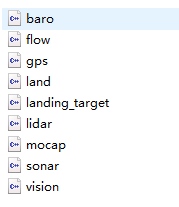 baro
flow
gps
land
landing_target
lidar
mocap
sonar
vision